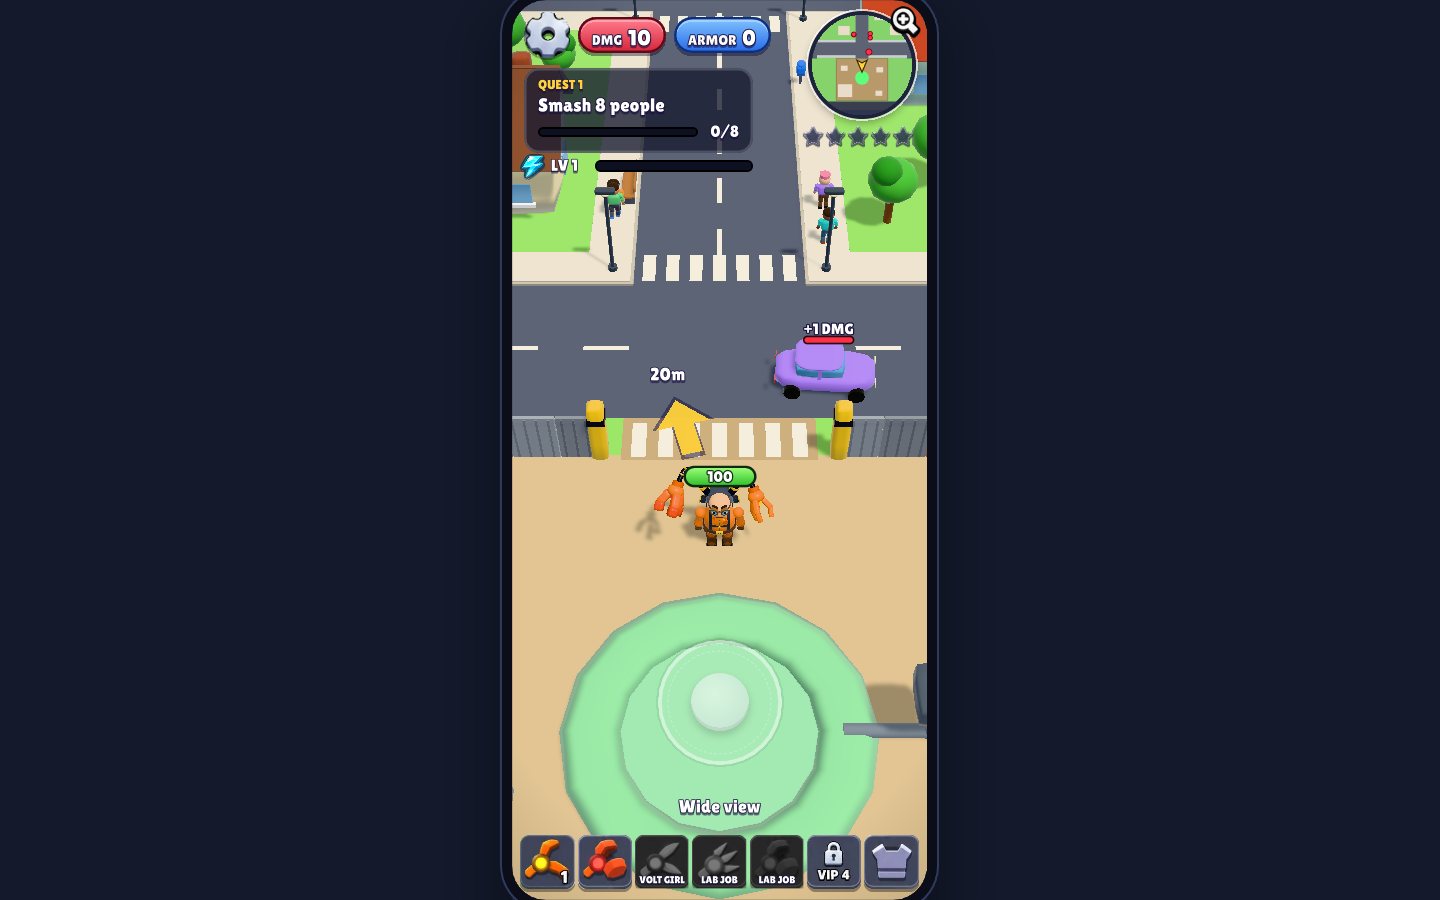 DMG 10
ARMOR 0
QUEST 1
Smash 8 people
0/8
LV 1
+1 DMG
20m
100
Wide view
1
VOLT GIRL
LAB JOB
LAB JOB
VIP 4